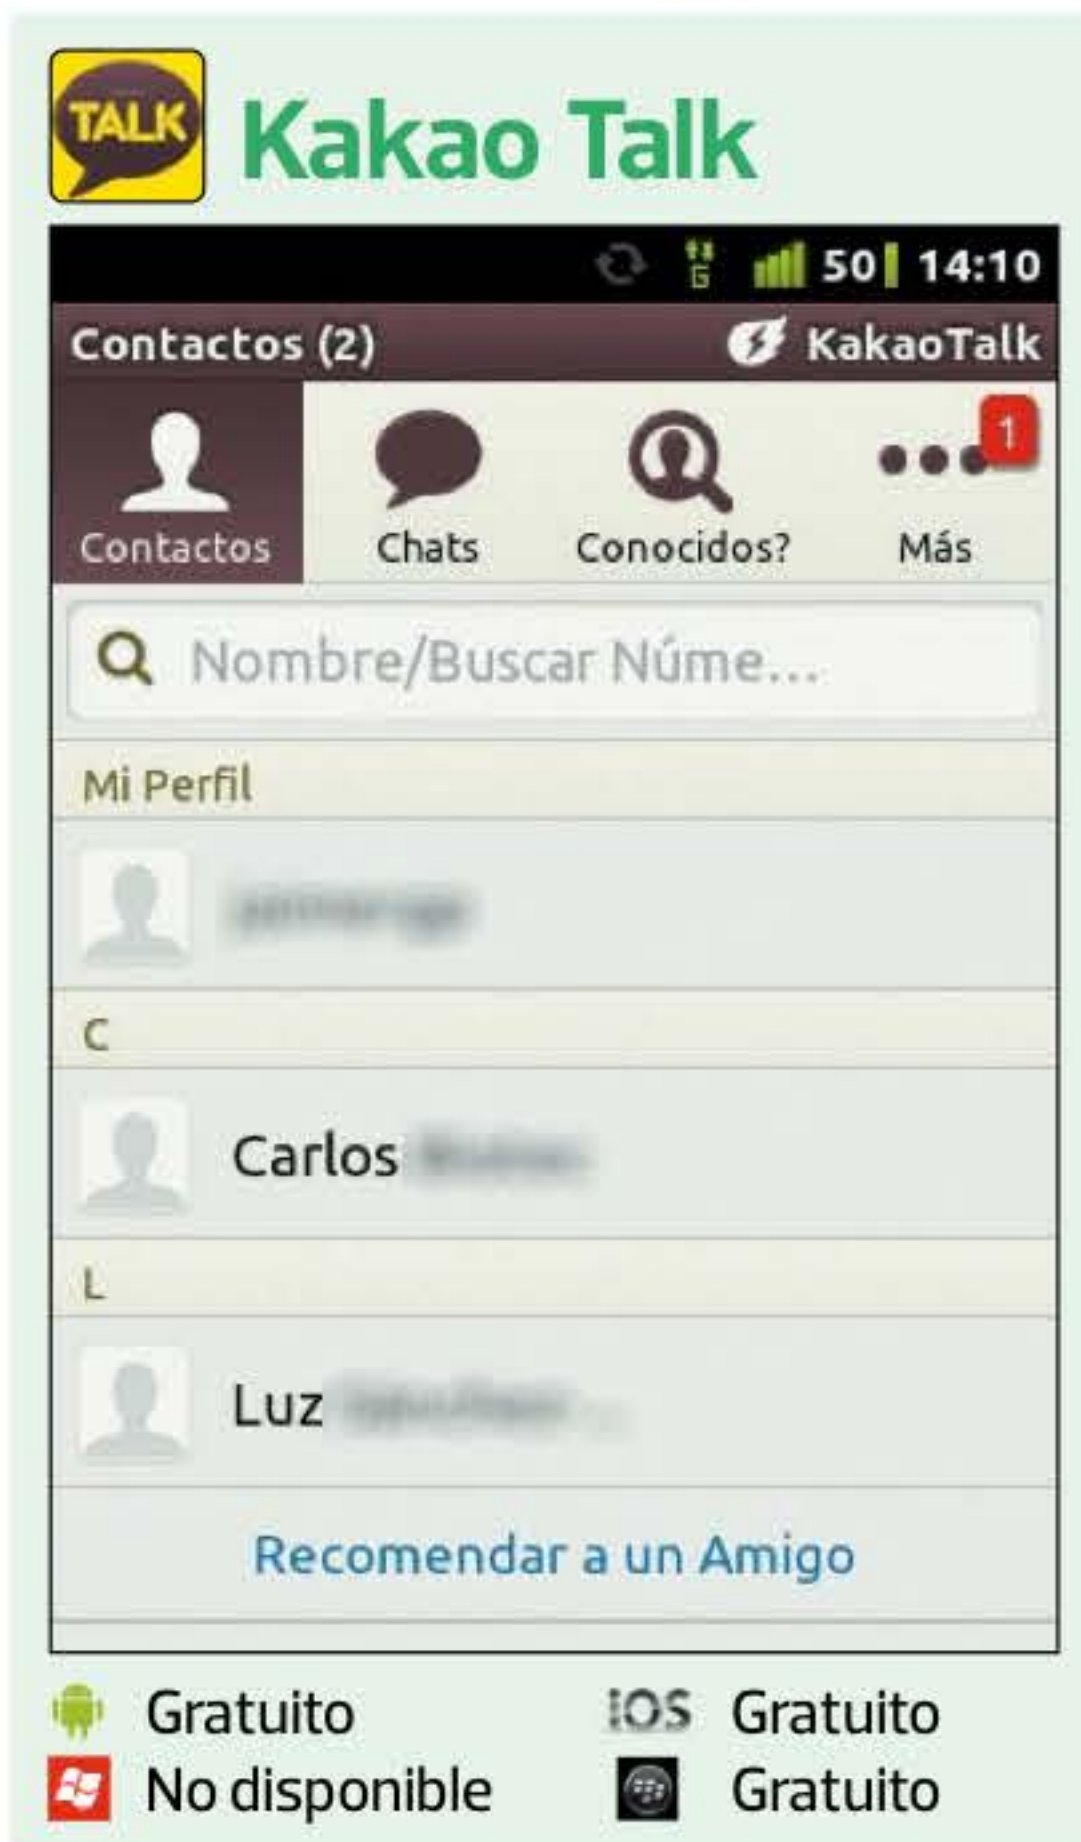 TALK
Kakao Talk
G 50 14:10
Contactos (2) KakaoTalk
1
Contactos Chats Conocidos? Más
Nombre/Buscar Núme...
Mi Perfil
C
Carlos
L
Luz
Recomendar a un Amigo
Gratuito iOS Gratuito
No disponible Gratuito